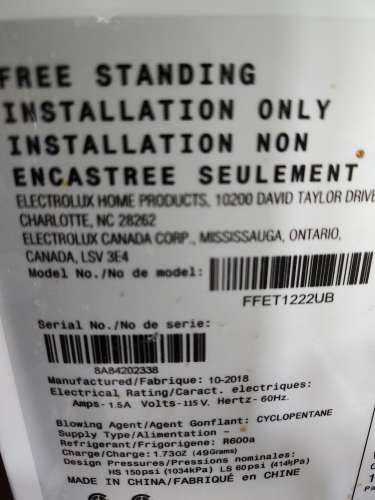 FREE STANDING
INSTALLATION ONLY
INSTALLATION NON
ENCASTREE SEULEMENT
ELECTROLUX HOME PRODUCTS, 10200 DAVID TAYLOR DRIVE
CHARLOTTE, NC 28262
ELECTROLUX CANADA CORP., MISSISSAUGA, ONTARIO,
CANADA, L5V 3E4
Model No./No de model:
FFET1222UB
Serial No./No de serie:
8A84202338
Manufactured/Fabrique: 10-2018
Electrical Rating/Caract. electriques:
Amps- 1.5A Volts- 115 V. Hertz- 60Hz.
Blowing Agent/Agent Gonflant: CYCLOPENTANE
Supply Type/Alimentation ~
Refrigerant/Frigorigene: R600a
Charge/Charge: 1.73OZ (49Grams)
Design Pressures/Pressions nominale
HS 150psi (1034kPa) LS 60psi (414kPa)
MADE IN CHINA/FABRIQUÉ EN CHINE